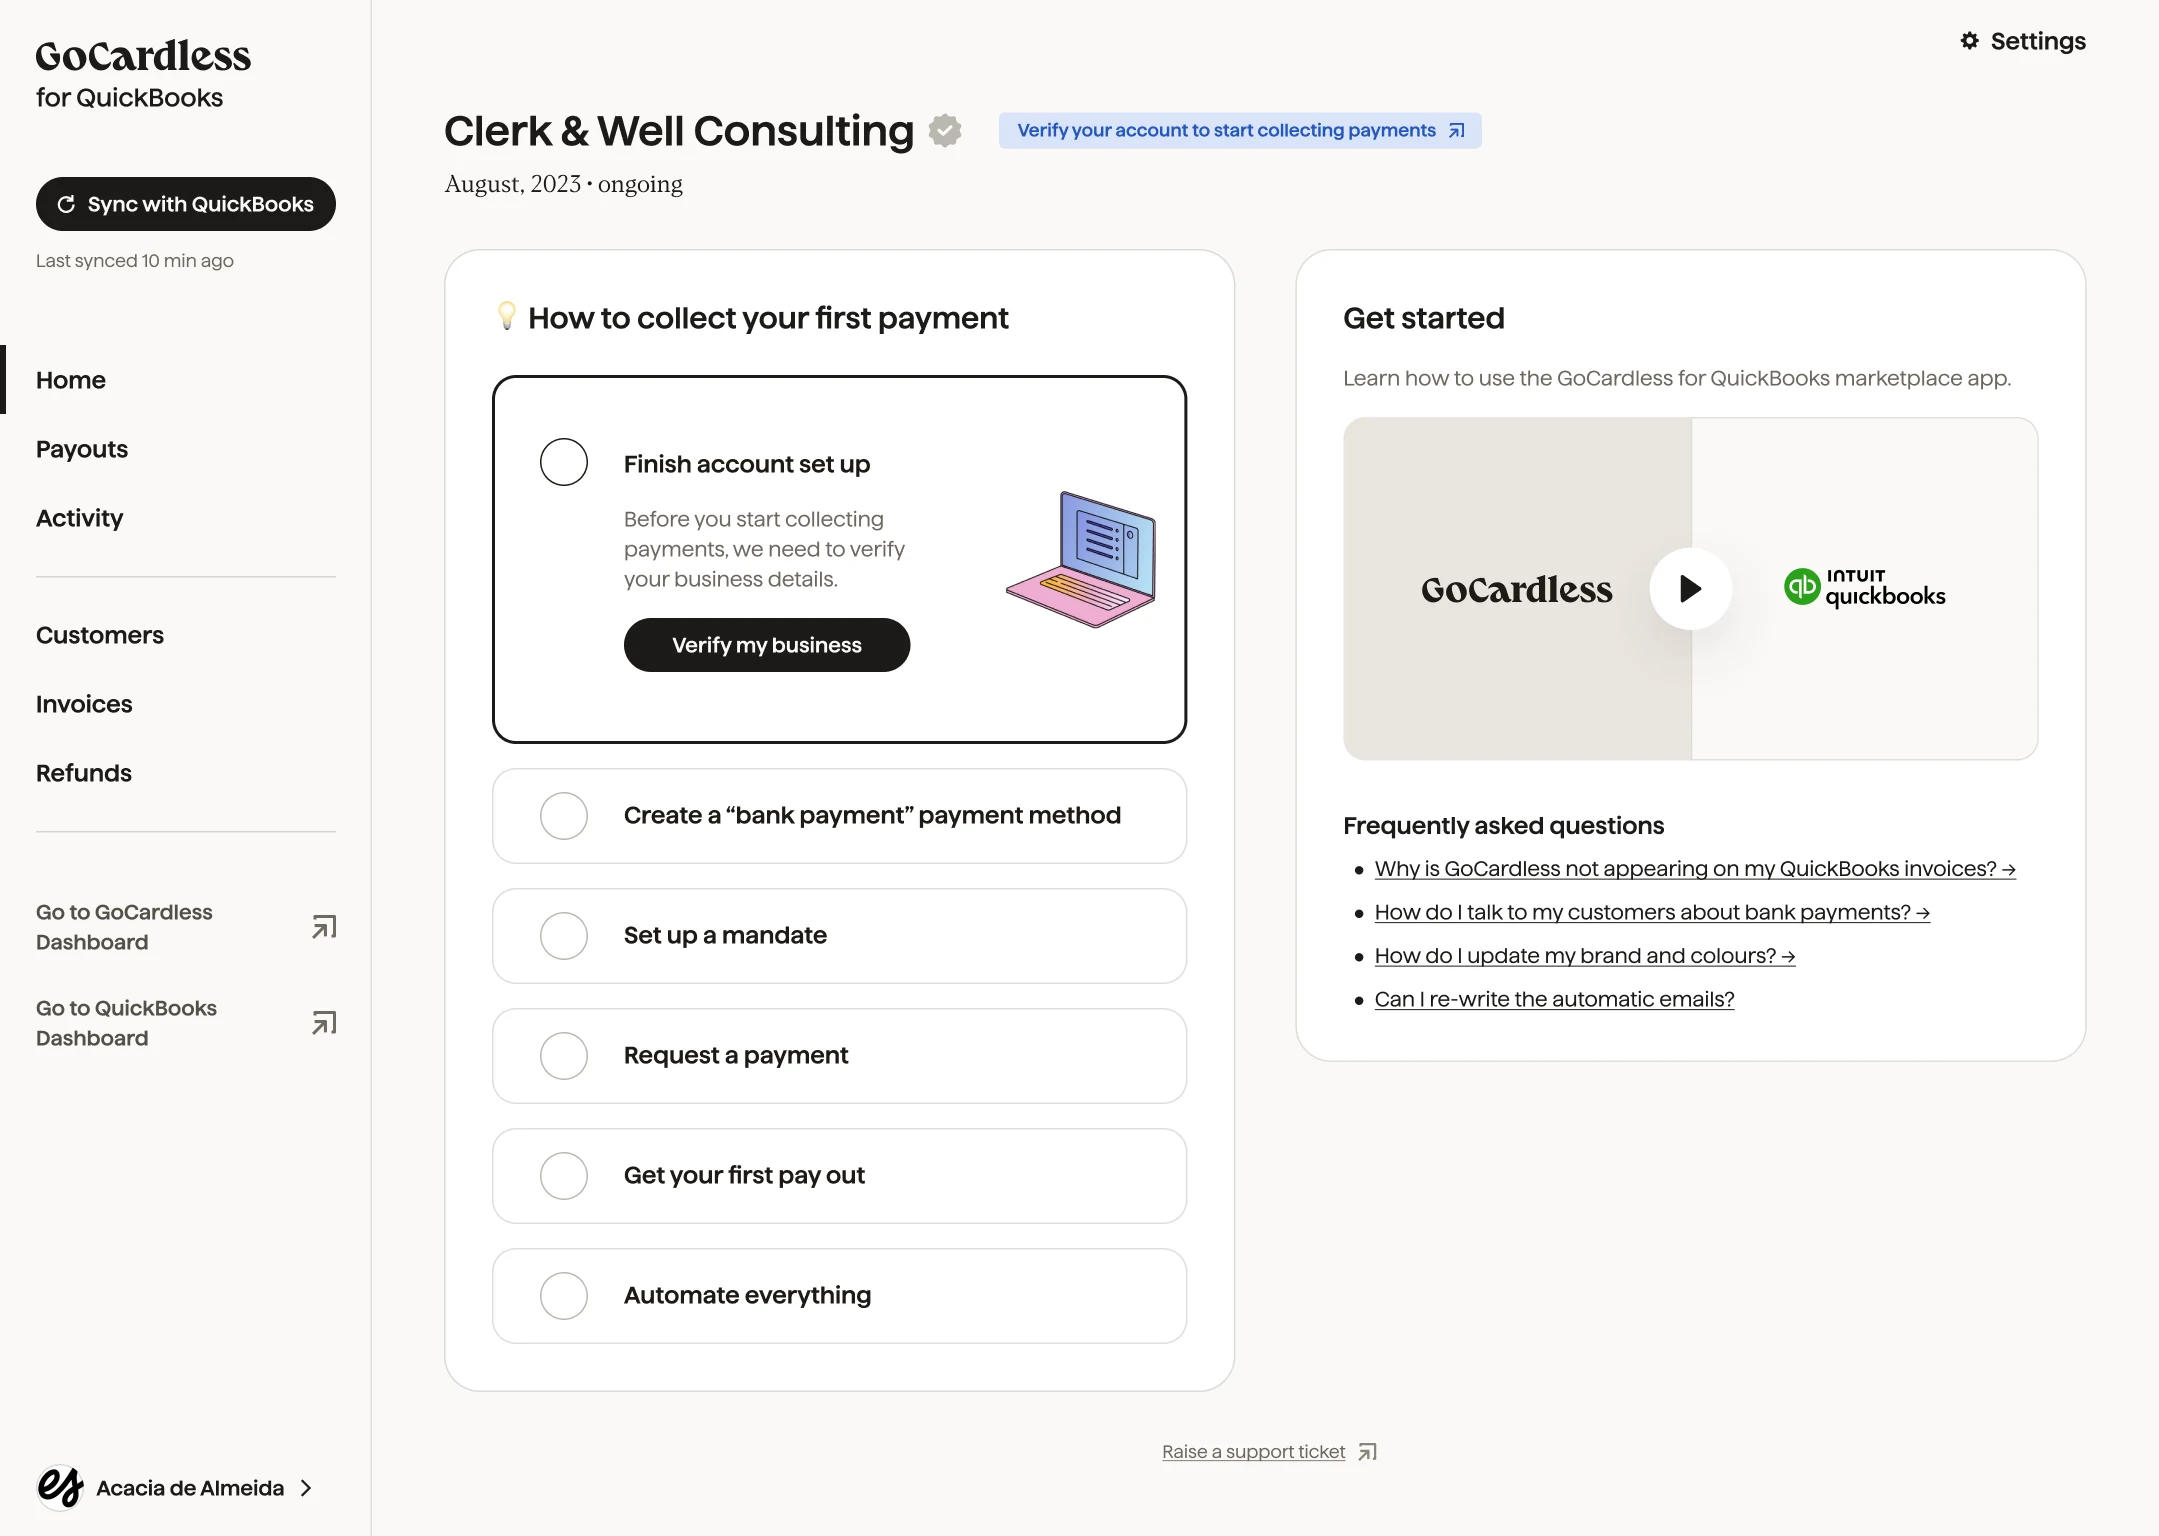 GoCardless
for QuickBooks
Sync with QuickBooks
Last synced 10 min ago
Home
Payouts
Activity
Customers
Invoices
Refunds
Go to GoCardless
Dashboard
Go to QuickBooks
Dashboard
Acacia de Almeida
Settings
Clerk & Well Consulting
Verify your account to start collecting payments
August, 2023 • ongoing
How to collect your first payment
Finish account set up
Before you start collecting
payments, we need to verify
your business details.
Verify my business
Create a “bank payment” payment method
Set up a mandate
Request a payment
Get your first pay out
Automate everything
Get started
Learn how to use the GoCardless for QuickBooks marketplace app.
GoCardless
qb INTUIT
quickbooks
Frequently asked questions
• Why is GoCardless not appearing on my QuickBooks invoices? →
• How do I talk to my customers about bank payments? →
• How do I update my brand and colours? →
• Can I re-write the automatic emails?
Raise a support ticket